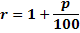 r = 1 + p/100